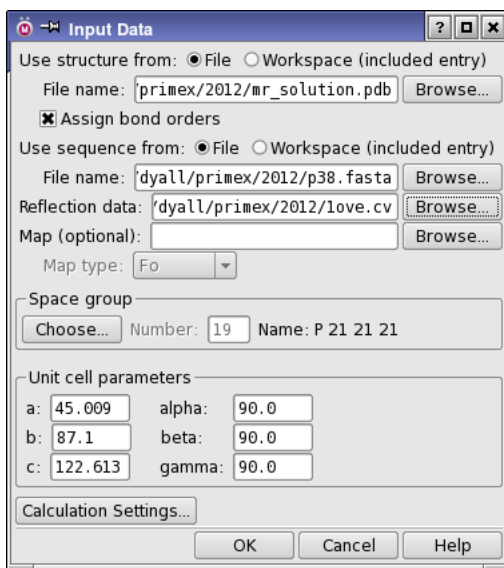 Input Data
Use structure from: File Workspace (included entry)
File name: 'primex/2012/mr_solution.pdb Browse...
Assign bond orders
Use sequence from: File Workspace (included entry)
File name: 'dyall/primex/2012/p38.fasta Browse...
Reflection data: '/dyall/primex/2012/1ove.cv Browse...
Map (optional): Browse...
Map type: Fo
Space group
Choose... Number: 19 Name: P 21 21 21
Unit cell parameters
a: 45.009 alpha: 90.0
b: 87.1 beta: 90.0
c: 122.613 gamma: 90.0
Calculation Settings...
OK Cancel Help